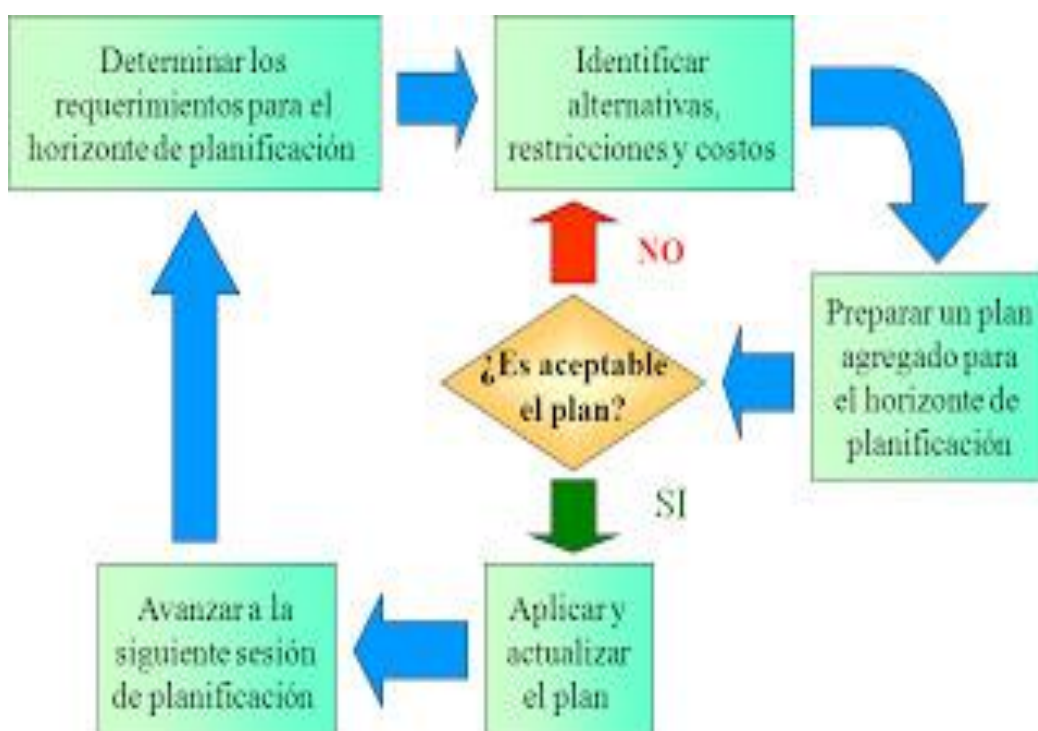 Determinar los
requerimientos para el
horizonte de planificación
Identificar
alternativas,
restricciones y costos
Preparar un plan
agregado para
el horizonte de
planificación
¿Es aceptable
el plan?
NO
SI
Aplicar y
actualizar
el plan
Avanzar a la
siguiente sesión
de planificación